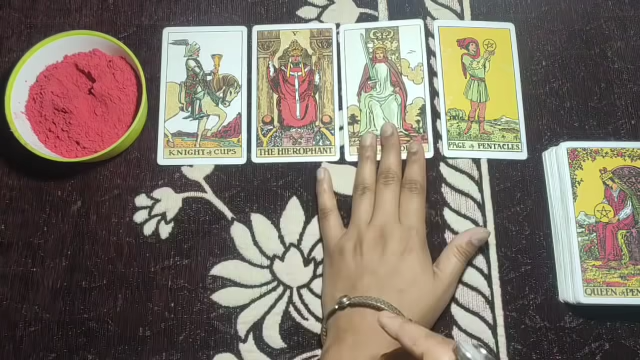 KNIGHT of CUPS
V
THE HIEROPHANT
PAGE of PENTACLES
QUEEN of PEN